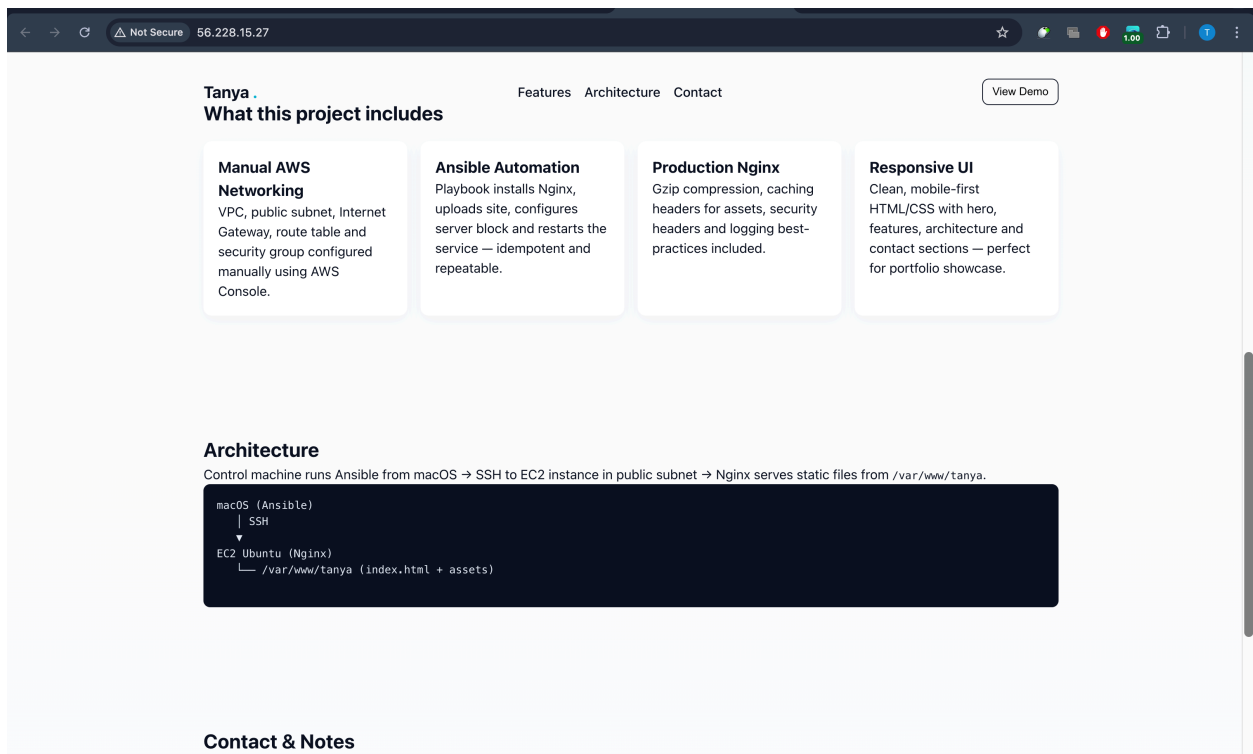 Not Secure 56.228.15.27
1.00
T
Tanya . Features Architecture Contact View Demo
What this project includes
Manual AWS
Networking
VPC, public subnet, Internet
Gateway, route table and
security group configured
manually using AWS
Console.
Ansible Automation
Playbook installs Nginx,
uploads site, configures
server block and restarts the
service — idempotent and
repeatable.
Production Nginx
Gzip compression, caching
headers for assets, security
headers and logging best-
practices included.
Responsive UI
Clean, mobile-first
HTML/CSS with hero,
features, architecture and
contact sections — perfect
for portfolio showcase.
Architecture
Control machine runs Ansible from macOS → SSH to EC2 instance in public subnet → Nginx serves static files from /var/www/tanya.
macOS (Ansible)
│ SSH
▼
EC2 Ubuntu (Nginx)
└── /var/www/tanya (index.html + assets)
Contact & Notes